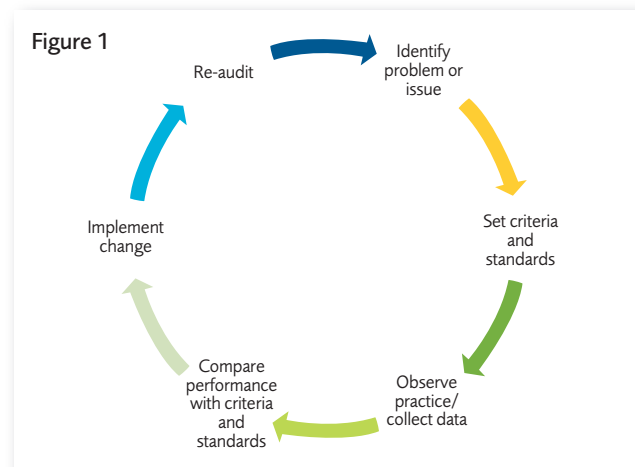 Figure 1
Re-audit
Identify
problem or
issue
Set criteria
and
standards
Observe
practice/
collect data
Compare
performance
with criteria
and
standards
Implement
change